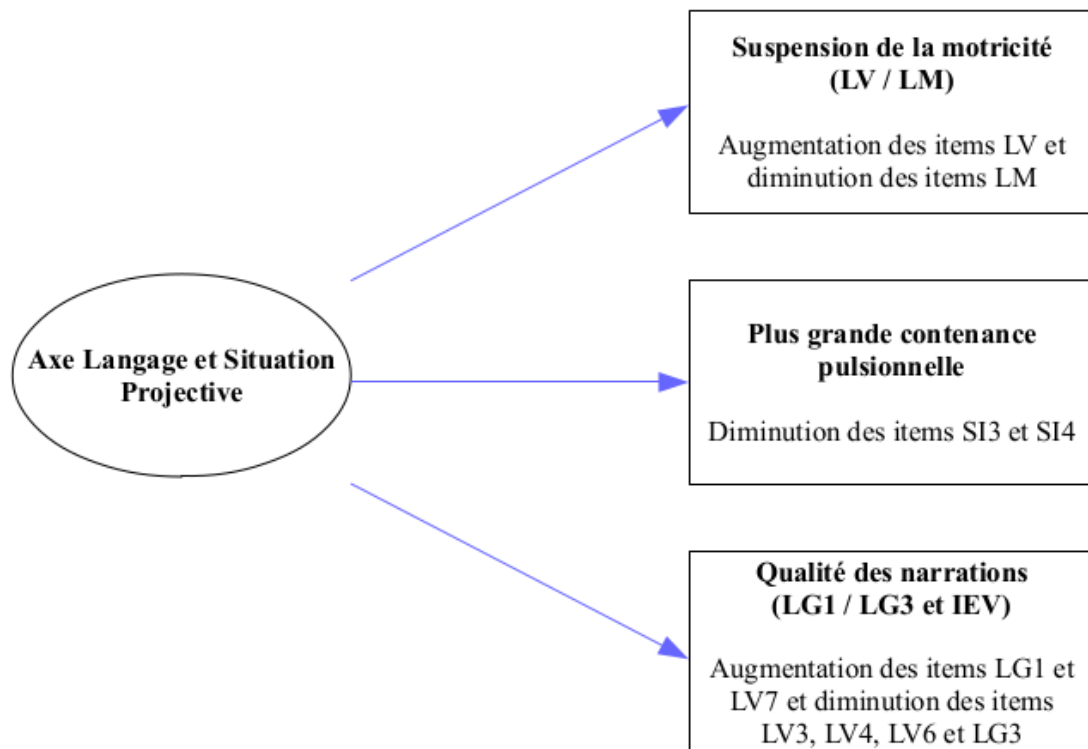 Axe Langage et Situation
Projective
Suspension de la motricité
(LV / LM)
Augmentation des items LV et
diminution des items LM
Plus grande contenance
pulsionnelle
Diminution des items SI3 et SI4
Qualité des narrations
(LG1 / LG3 et IEV)
Augmentation des items LG1 et
LV7 et diminution des items
LV3, LV4, LV6 et LG3